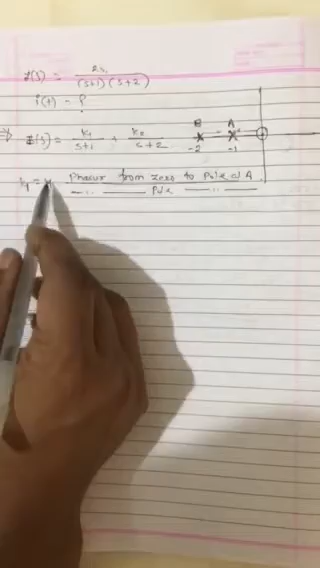 I(s) = 2s / (s+1)(s+2)
i(t) - ?
⇒ I(s) = k₁ / s+1 + k₂ / s+2
B A
-2 -1
k₁ = H Phasor from zero to Pole at A
—"— Pole —"—